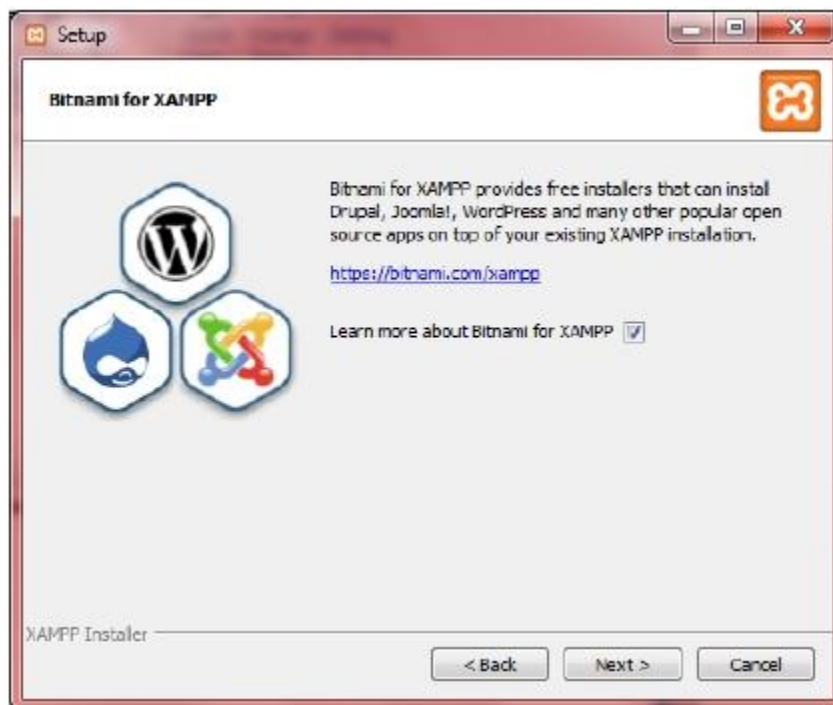 Setup
Bitnami for XAMPP
Bitnami for XAMPP provides free installers that can install
Drupal, Joomla!, WordPress and many other popular open
source apps on top of your existing XAMPP installation.
https://bitnami.com/xampp
Learn more about Bitnami for XAMPP
XAMPP Installer
< Back
Next >
Cancel